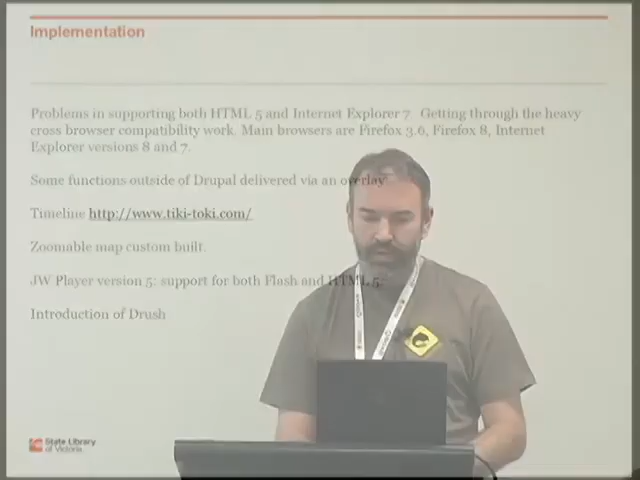 Implementation
Problems in supporting both HTML 5 and Internet Explorer 7. Getting through the heavy
cross browser compatibility work. Main browsers are Firefox 3.6, Firefox 8, Internet
Explorer versions 8 and 7.
Some functions outside of Drupal delivered via an overlay
Timeline http://www.tiki-toki.com/
Zoomable map custom built.
JW Player version 5: support for both Flash and HTML 5.
Introduction of Drush
State Library
of Victoria